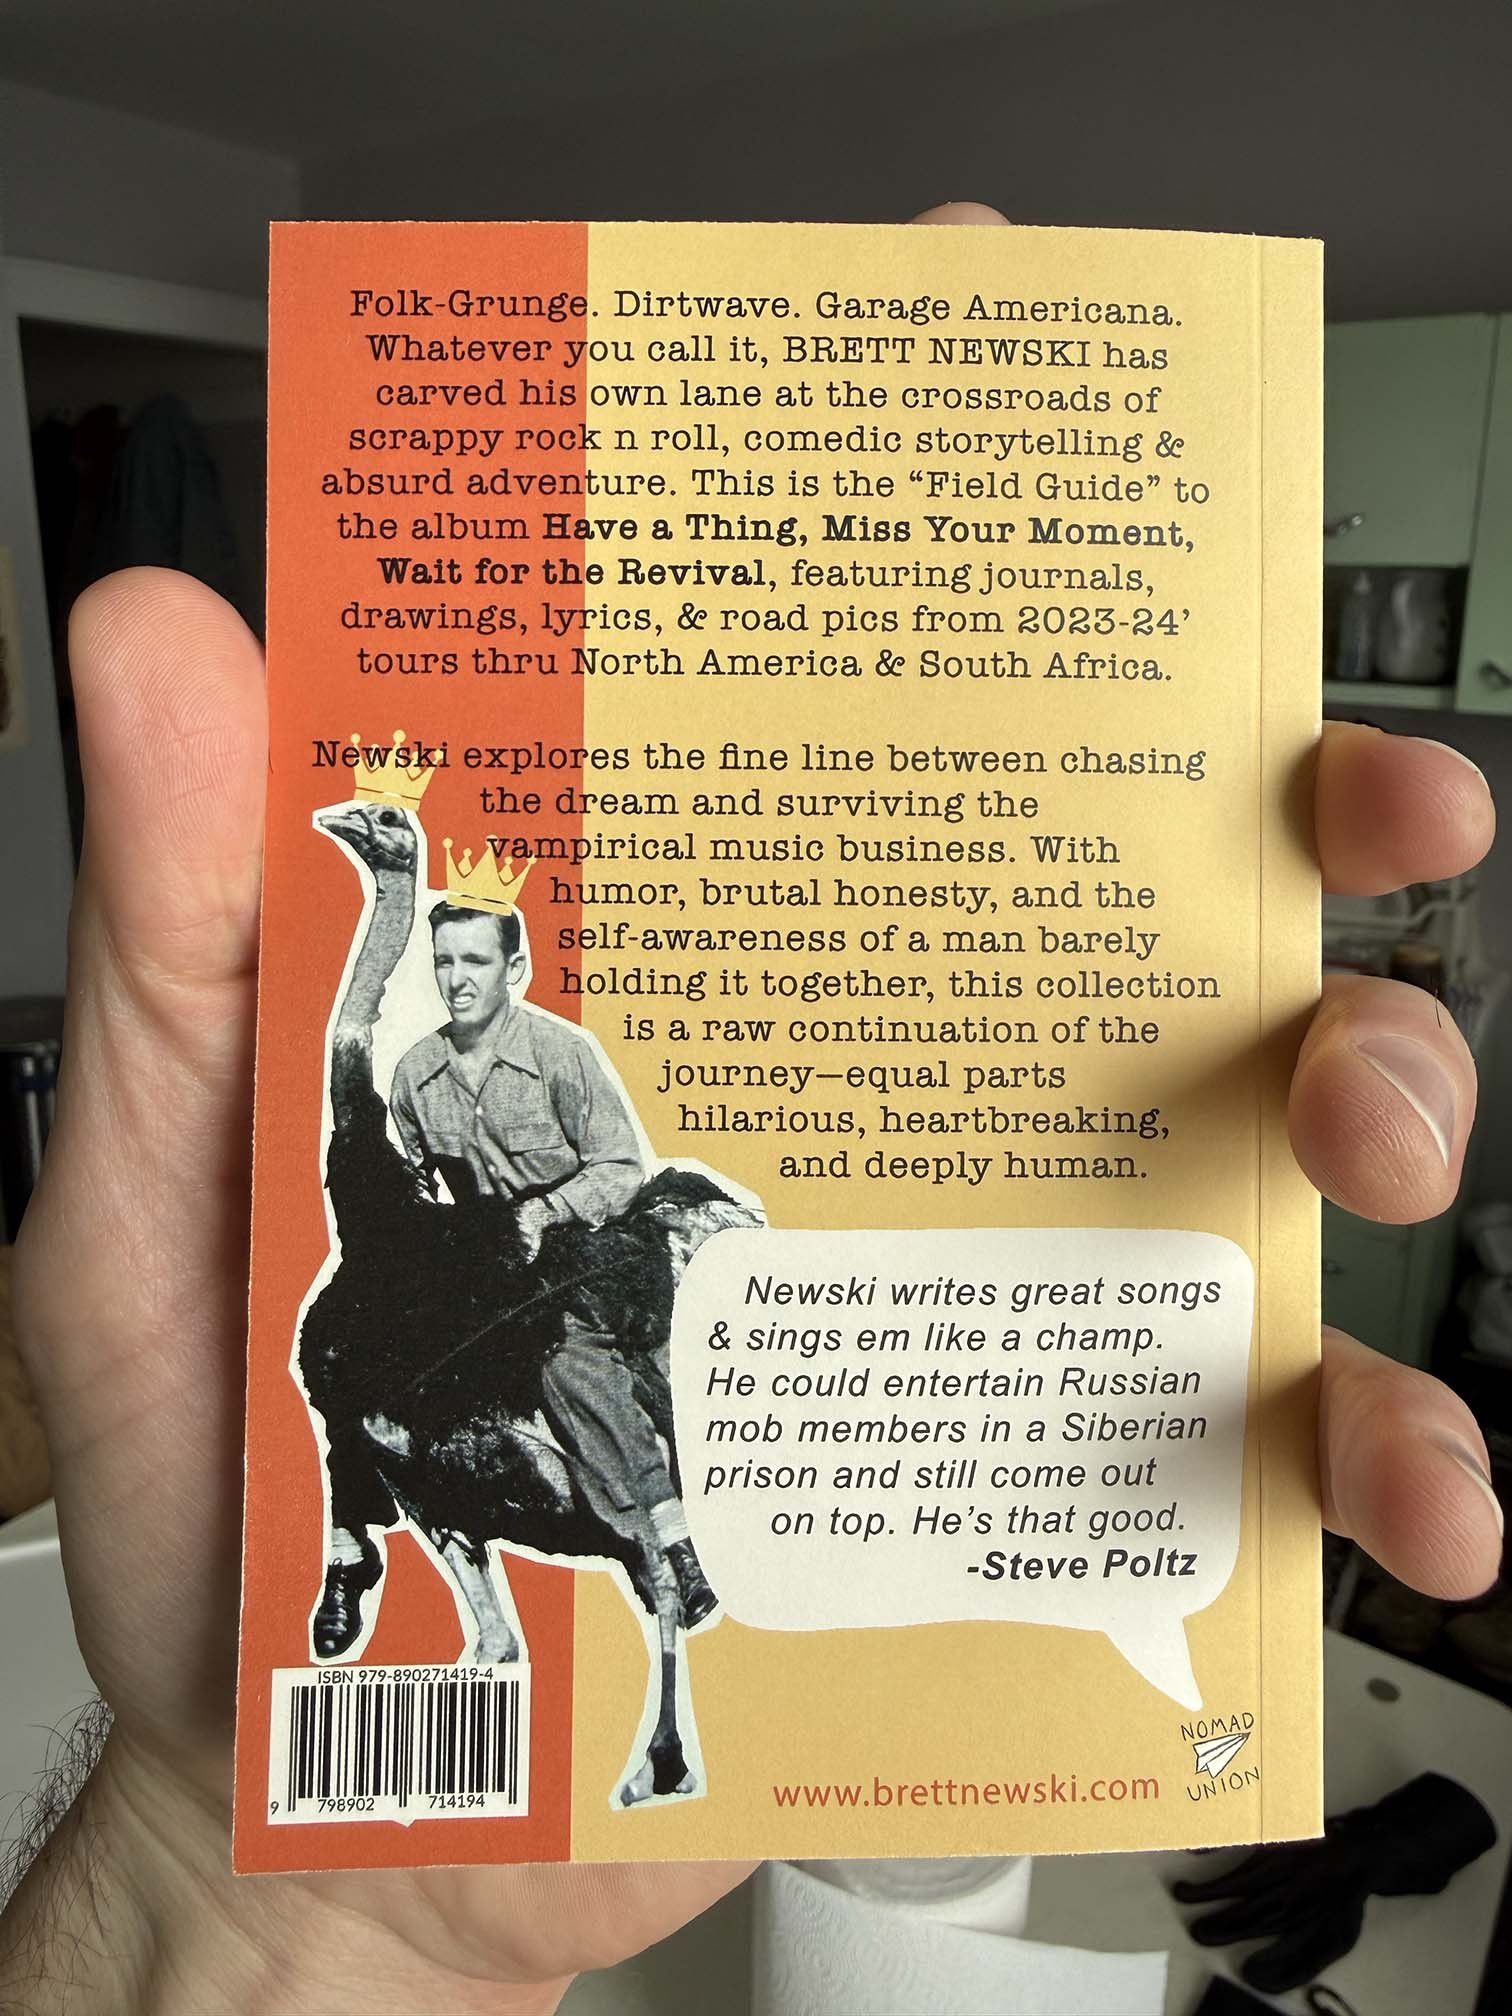 Folk-Grunge. Dirtwave. Garage Americana.
Whatever you call it, BRETT NEWSKI has
carved his own lane at the crossroads of
scrappy rock n roll, comedic storytelling &
absurd adventure. This is the “Field Guide” to
the album Have a Thing, Miss Your Moment,
Wait for the Revival, featuring journals,
drawings, lyrics, & road pics from 2023-24’
tours thru North America & South Africa.
Newski explores the fine line between chasing
the dream and surviving the
vampirical music business. With
humor, brutal honesty, and the
self-awareness of a man barely
holding it together, this collection
is a raw continuation of the
journey—equal parts
hilarious, heartbreaking,
and deeply human.
Newski writes great songs
& sings em like a champ.
He could entertain Russian
mob members in a Siberian
prison and still come out
on top. He’s that good.
-Steve Poltz
ISBN 979-890271419-4
9 798902 714194
www.brettnewski.com
NOMAD
UNION